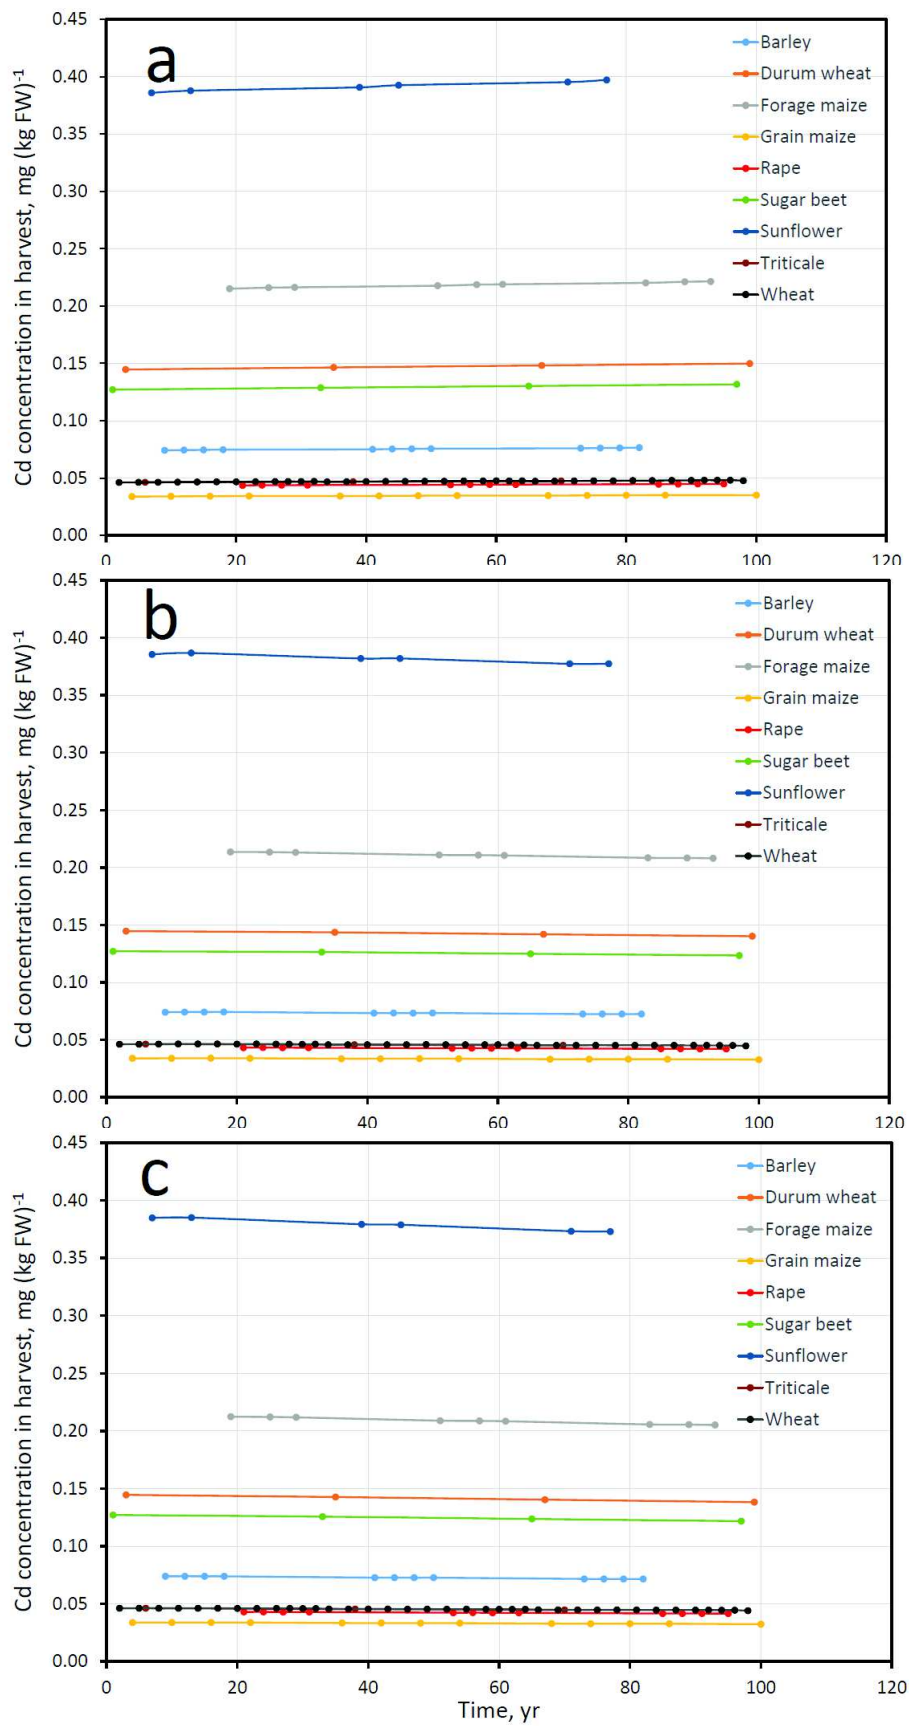 a
Cd concentration in harvest, mg (kg FW)-1
0.45
0.40
0.35
0.30
0.25
0.20
0.15
0.10
0.05
0.00
0 20 40 60 80 100 120
Barley
Durum wheat
Forage maize
Grain maize
Rape
Sugar beet
Sunflower
Triticale
Wheat
b
Cd concentration in harvest, mg (kg FW)-1
0.45
0.40
0.35
0.30
0.25
0.20
0.15
0.10
0.05
0.00
0 20 40 60 80 100 120
Barley
Durum wheat
Forage maize
Grain maize
Rape
Sugar beet
Sunflower
Triticale
Wheat
c
Cd concentration in harvest, mg (kg FW)-1
0.45
0.40
0.35
0.30
0.25
0.20
0.15
0.10
0.05
0.00
0 20 40 60 80 100 120
Barley
Durum wheat
Forage maize
Grain maize
Rape
Sugar beet
Sunflower
Triticale
Wheat
Time, yr